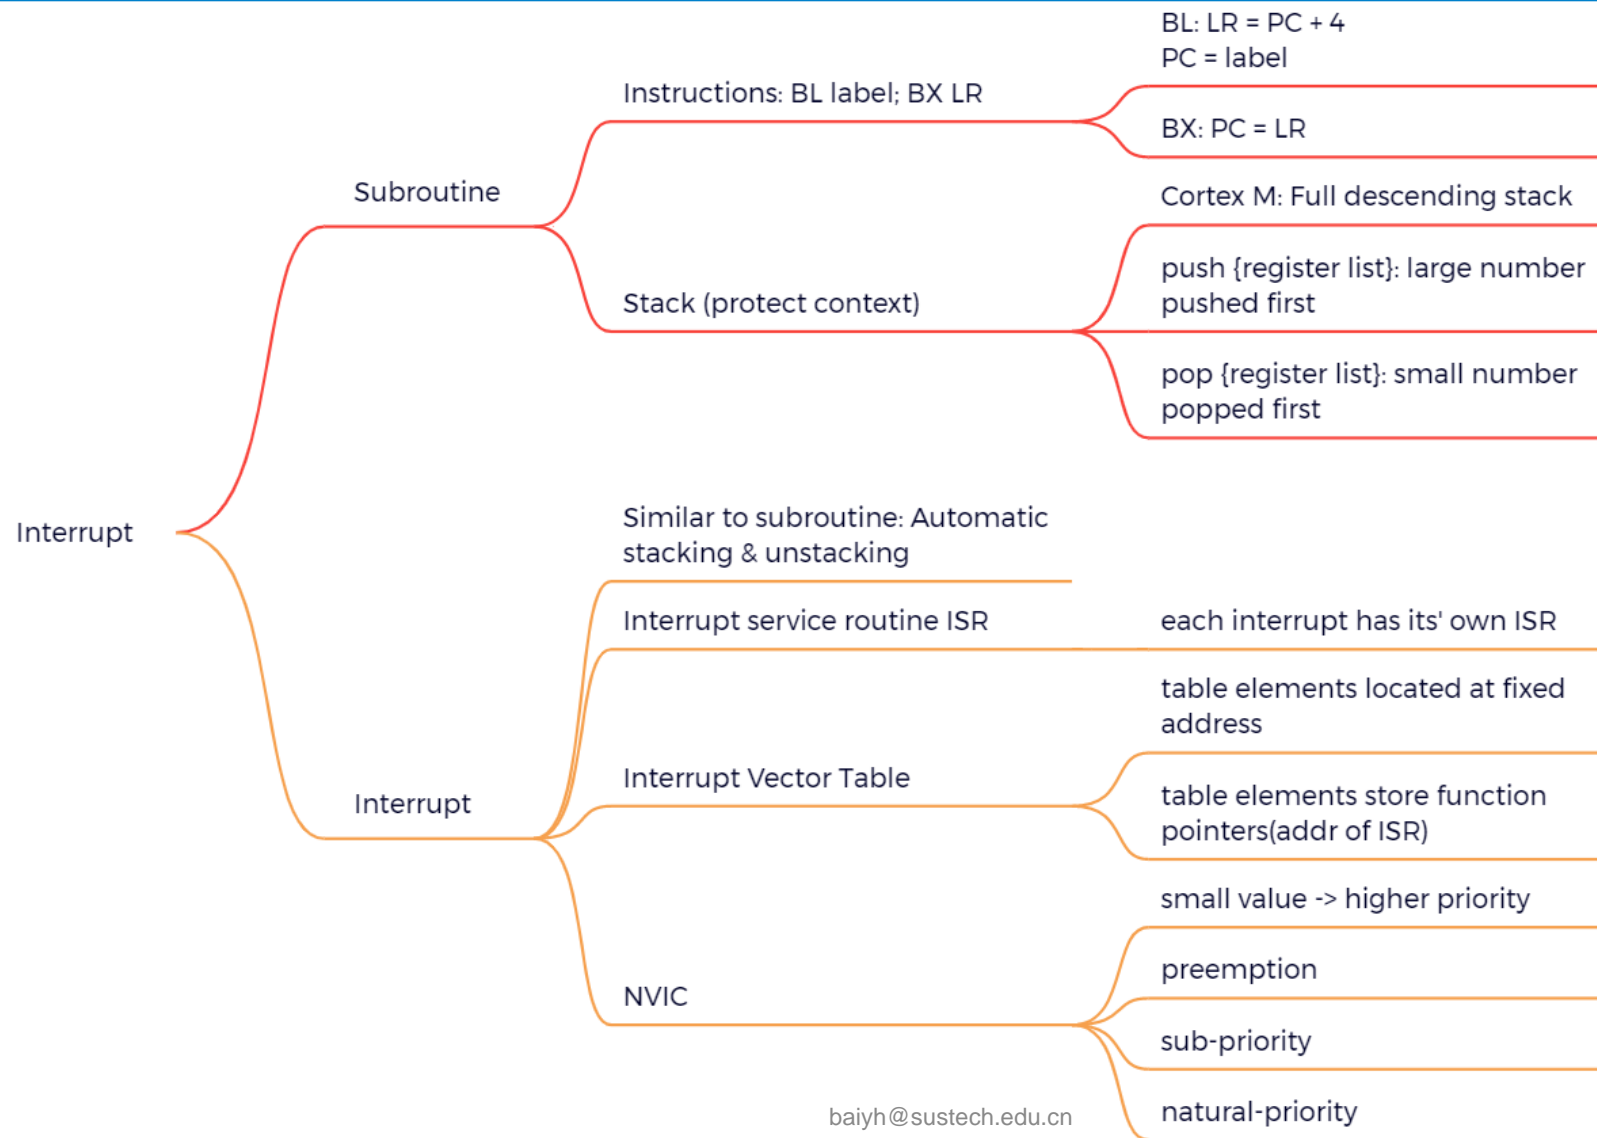 BL: LR = PC + 4
PC = label
Instructions: BL label; BX LR
BX: PC = LR
Subroutine
Cortex M: Full descending stack
push {register list}: large number
pushed first
Stack (protect context)
pop {register list}: small number
popped first
Interrupt
Similar to subroutine: Automatic
stacking & unstacking
Interrupt service routine ISR
each interrupt has its' own ISR
table elements located at fixed
address
Interrupt Vector Table
Interrupt
table elements store function
pointers(addr of ISR)
small value -> higher priority
preemption
NVIC
sub-priority
natural-priority
baiyh@sustech.edu.cn